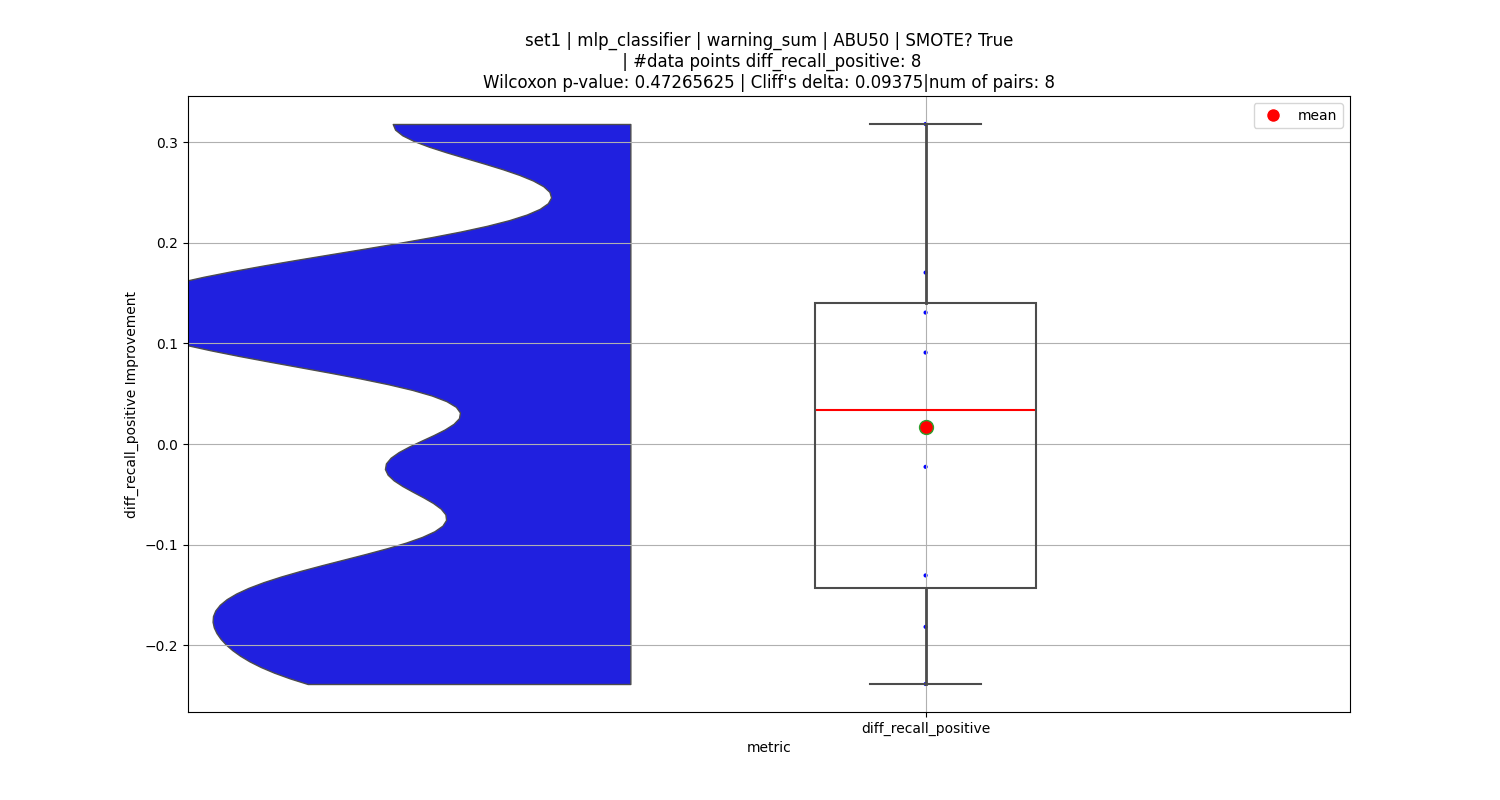 set1 | mlp_classifier | warning_sum | ABU50 | SMOTE? True
| #data points diff_recall_positive: 8
Wilcoxon p-value: 0.47265625 | Cliff's delta: 0.09375|num of pairs: 8
mean
0.3
0.2
0.1
0.0
−0.1
−0.2
diff_recall_positive Improvement
diff_recall_positive
metric